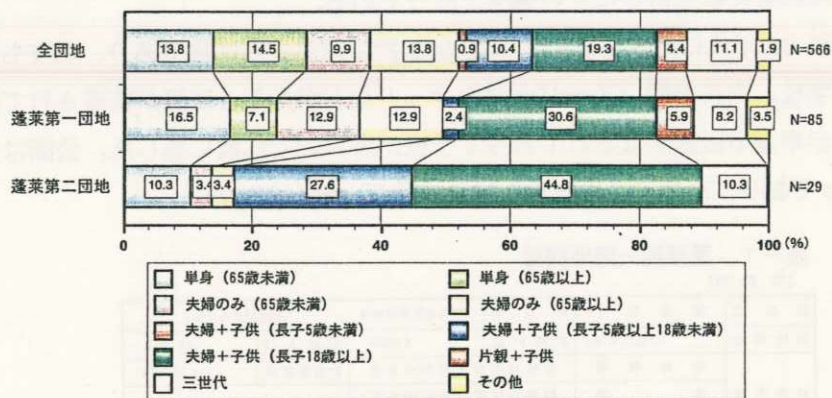 全団地 13.8 14.5 9.9 13.8 0.9 10.4 19.3 4.4 11.1 1.9 N=566
蓬莱第一団地 16.5 7.1 12.9 12.9 2.4 30.6 5.9 8.2 3.5 N=85
蓬莱第二団地 10.3 3.4 3.4 27.6 44.8 10.3 N=29
0 20 40 60 80 100 (%)
単身（65歳未満） 単身（65歳以上）
夫婦のみ（65歳未満） 夫婦のみ（65歳以上）
夫婦＋子供（長子5歳未満） 夫婦＋子供（長子5歳以上18歳未満）
夫婦＋子供（長子18歳以上） 片親＋子供
三世代 その他